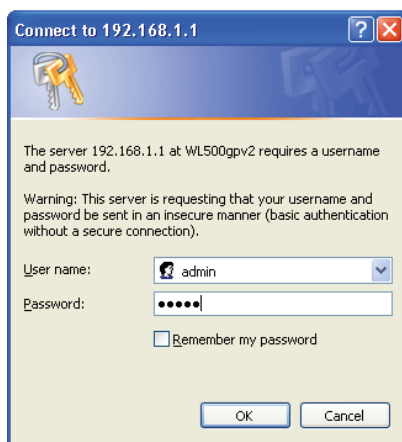 Connect to 192.168.1.1
The server 192.168.1.1 at WL500gpv2 requires a username
and password.
Warning: This server is requesting that your username and
password be sent in an insecure manner (basic authentication
without a secure connection).
User name:
admin
Password:
•••••
Remember my password
OK
Cancel